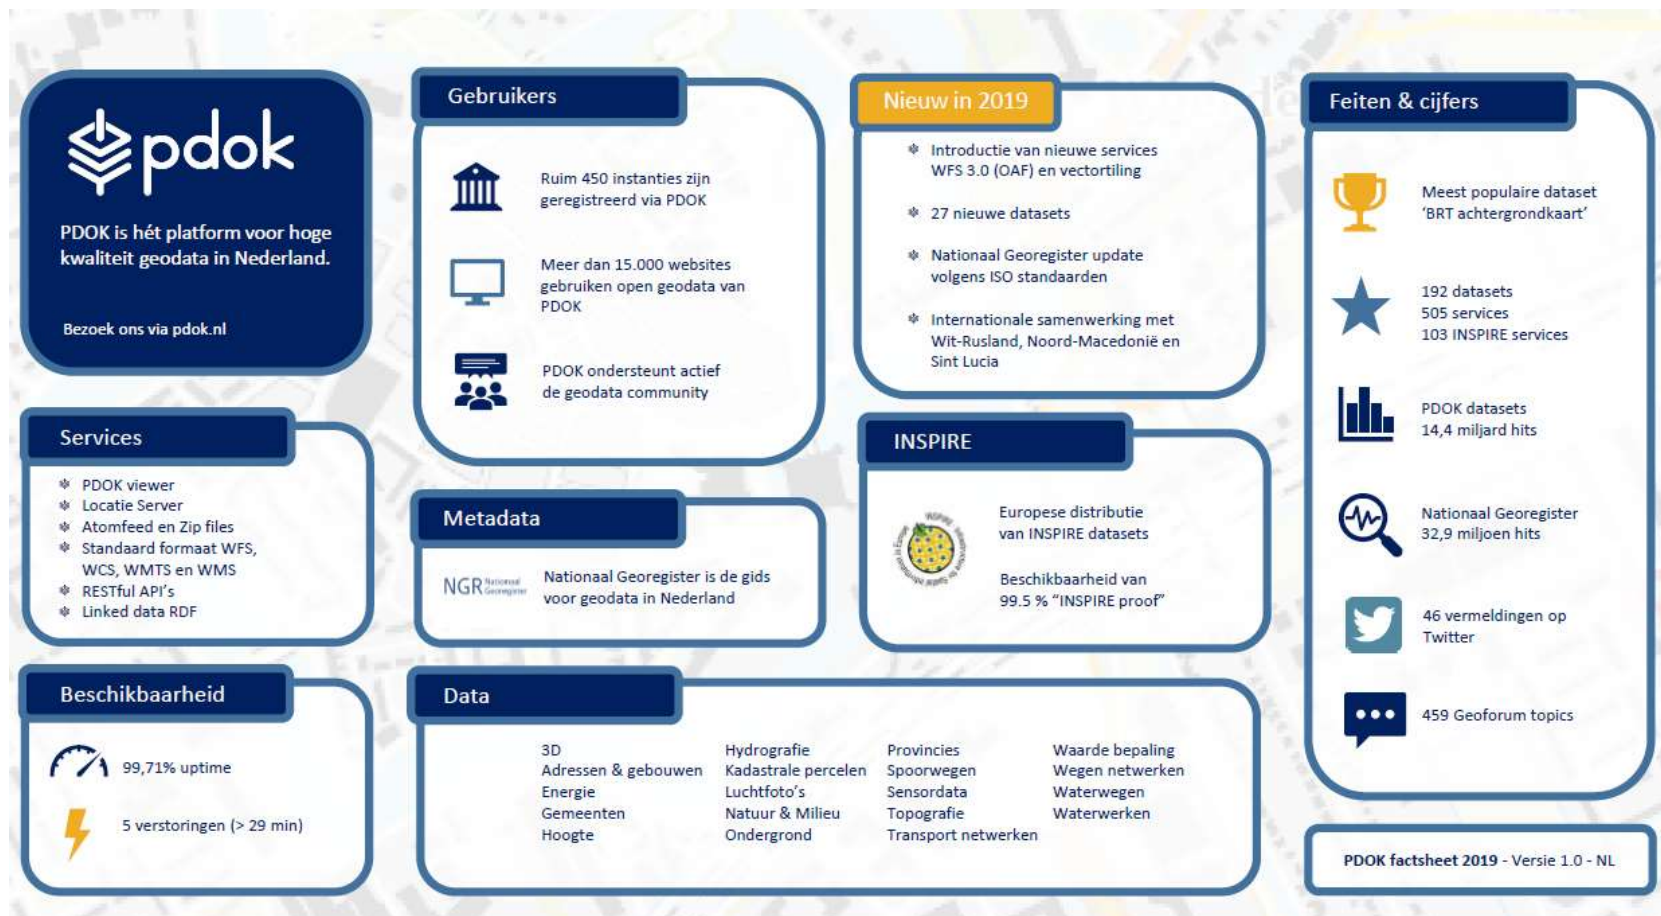 pdok
PDOK is hét platform voor hoge
kwaliteit geodata in Nederland.
Bezoek ons via pdok.nl
Services
PDOK viewer
Locatie Server
Atomfeed en Zip files
Standaard formaat WFS,
WCS, WMTS en WMS
RESTful API's
Linked data RDF
Beschikbaarheid
99,71% uptime
5 verstoringen (> 29 min)
Gebruikers
Ruim 450 instanties zijn
geregistreerd via PDOK
Meer dan 15.000 websites
gebruiken open geodata van
PDOK
PDOK ondersteunt actief
de geodata community
Metadata
NGR Nationaal
Georegister
Nationaal Georegister is de gids
voor geodata in Nederland
Nieuw in 2019
Introductie van nieuwe services
WFS 3.0 (OAF) en vectortiling
27 nieuwe datasets
Nationaal Georegister update
volgens ISO standaarden
Internationale samenwerking met
Wit-Rusland, Noord-Macedonië en
Sint Lucia
INSPIRE
INSPIRE
Europese distributie
van INSPIRE datasets
Beschikbaarheid van
99.5 % “INSPIRE proof”
Data
3D
Adressen & gebouwen
Energie
Gemeenten
Hoogte
Hydrografie
Kadastrale percelen
Luchtfoto's
Natuur & Milieu
Ondergrond
Provincies
Spoorwegen
Sensordata
Topografie
Transport netwerken
Waarde bepaling
Wegen netwerken
Waterwegen
Waterwerken
Feiten & cijfers
Meest populaire dataset
‘BRT achtergrondkaart’
192 datasets
505 services
103 INSPIRE services
PDOK datasets
14,4 miljard hits
Nationaal Georegister
32,9 miljoen hits
46 vermeldingen op
Twitter
459 Geoforum topics
PDOK factsheet 2019 - Versie 1.0 - NL